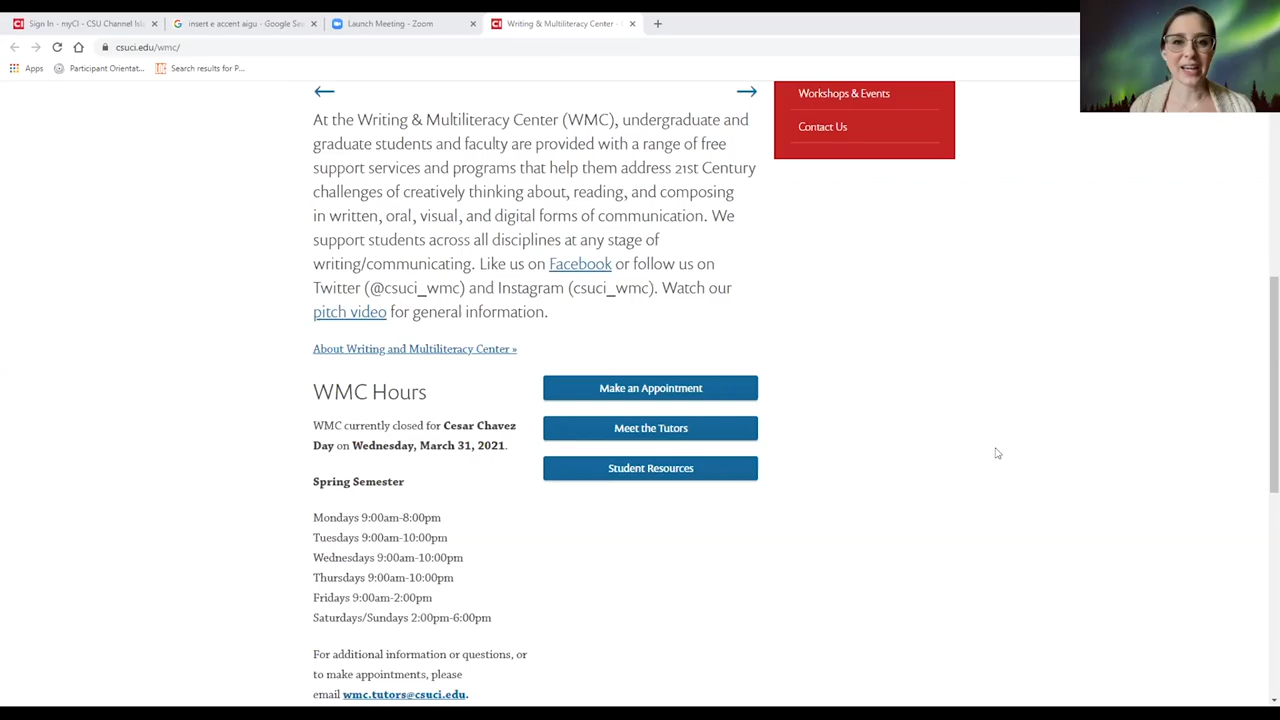 Sign In - myCI - CSU Channel Isl
insert e accent aigu - Google Sea
Launch Meeting - Zoom
Writing & Multiliteracy Center - C
csuci.edu/wmc/
Apps
Participant Orientat...
Search results for P...
Workshops & Events
Contact Us
At the Writing & Multiliteracy Center (WMC), undergraduate and
graduate students and faculty are provided with a range of free
support services and programs that help them address 21st Century
challenges of creatively thinking about, reading, and composing
in written, oral, visual, and digital forms of communication. We
support students across all disciplines at any stage of
writing/communicating. Like us on Facebook or follow us on
Twitter (@csuci_wmc) and Instagram (csuci_wmc). Watch our
pitch video for general information.
About Writing and Multiliteracy Center »
WMC Hours
WMC currently closed for Cesar Chavez
Day on Wednesday, March 31, 2021.
Spring Semester
Mondays 9:00am-8:00pm
Tuesdays 9:00am-10:00pm
Wednesdays 9:00am-10:00pm
Thursdays 9:00am-10:00pm
Fridays 9:00am-2:00pm
Saturdays/Sundays 2:00pm-6:00pm
For additional information or questions, or
to make appointments, please
email wmc.tutors@csuci.edu.
Make an Appointment
Meet the Tutors
Student Resources